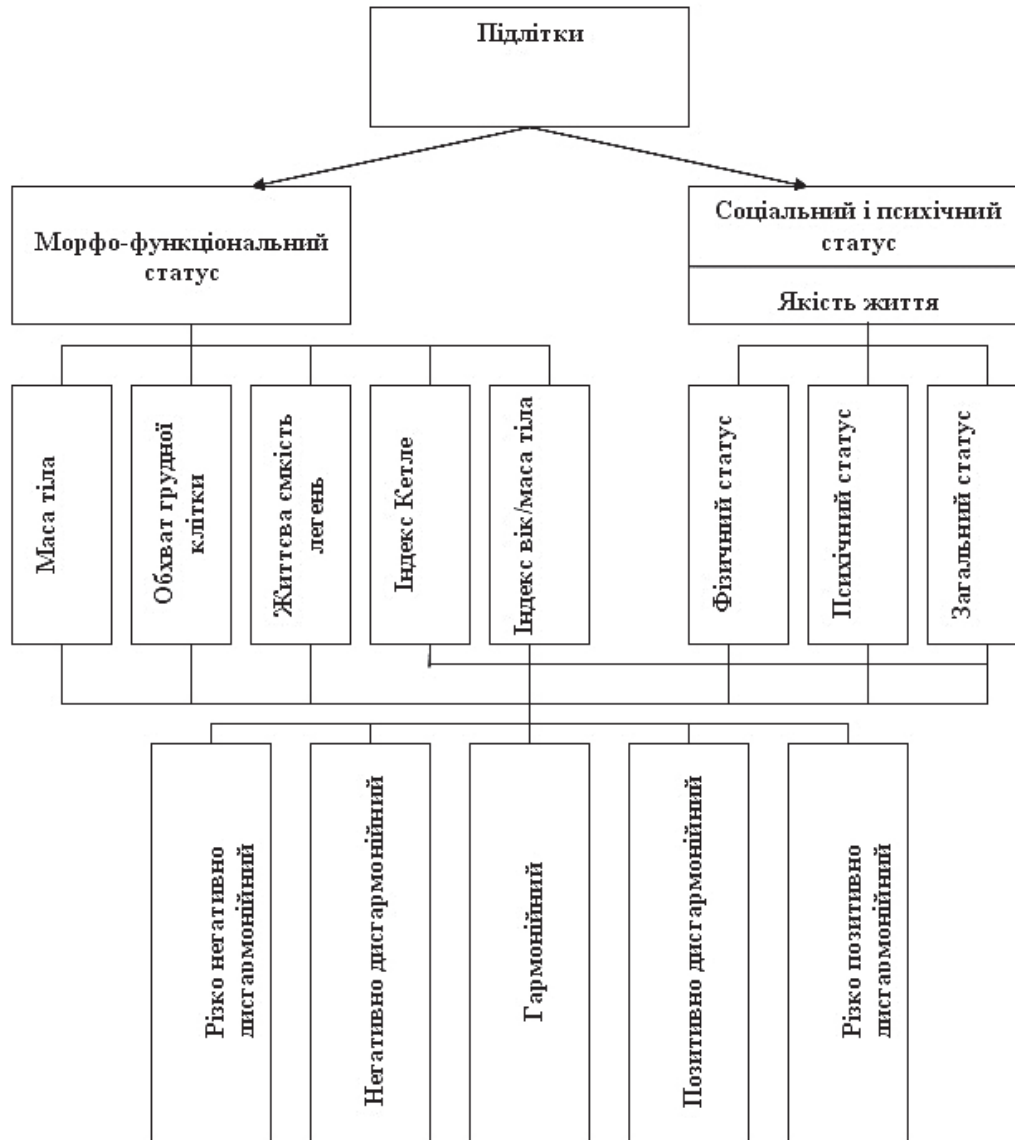 Підлітки
Морфо-функціональний
статус
Соціальний і психічний
статус
Якість життя
Маса тіла
Обхват грудної
клітки
Життєва ємкість
легень
Індекс Кетле
Індекс вік/маса тіла
Фізичний статус
Психічний статус
Загальний статус
Різко негативно
дисгармонійний
Негативно дисгармонійний
Гармонійний
Позитивно дисгармонійний
Різко позитивно
дисгармонійний